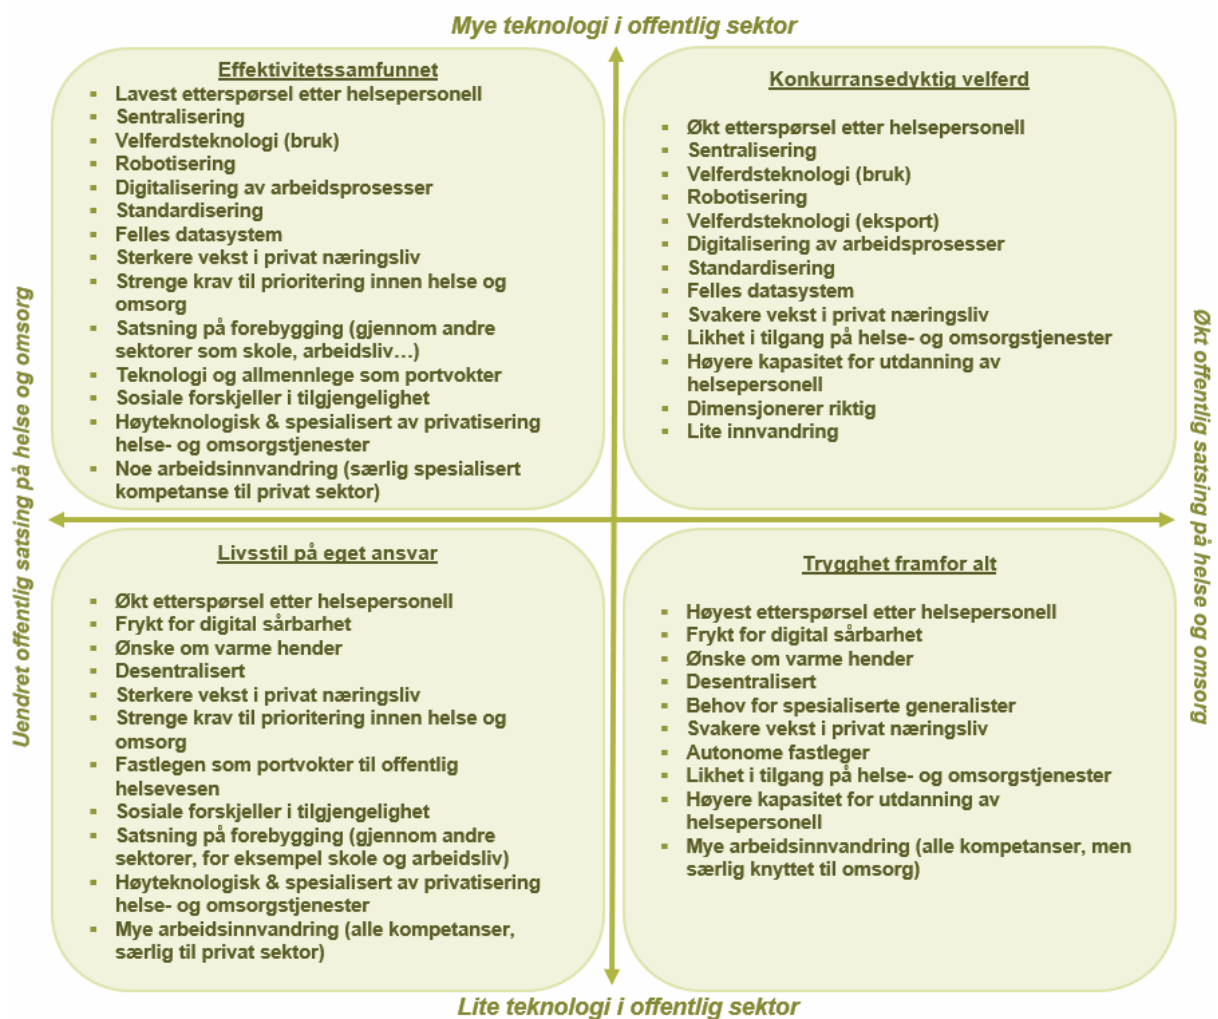 Mye teknologi i offentlig sektor
Effektivitetssamfunnet
▪ Lavest etterspørsel etter helsepersonell
▪ Sentralisering
▪ Velferdsteknologi (bruk)
▪ Robotisering
▪ Digitalisering av arbeidsprosesser
▪ Standardisering
▪ Felles datasystem
▪ Sterkere vekst i privat næringsliv
▪ Strenge krav til prioritering innen helse og
omsorg
▪ Satsning på forebygging (gjennom andre
sektorer som skole, arbeidsliv…)
▪ Teknologi og allmennlege som portvokter
▪ Sosiale forskjeller i tilgjengelighet
▪ Høyteknologisk & spesialisert av privatisering
helse- og omsorgstjenester
▪ Noe arbeidsinnvandring (særlig spesialisert
kompetanse til privat sektor)
Konkurransedyktig velferd
▪ Økt etterspørsel etter helsepersonell
▪ Sentralisering
▪ Velferdsteknologi (bruk)
▪ Robotisering
▪ Velferdsteknologi (eksport)
▪ Digitalisering av arbeidsprosesser
▪ Standardisering
▪ Felles datasystem
▪ Svakere vekst i privat næringsliv
▪ Likhet i tilgang på helse- og omsorgstjenester
▪ Høyere kapasitet for utdanning av
helsepersonell
▪ Dimensjonerer riktig
▪ Lite innvandring
Uendret offentlig satsing på helse og omsorg
Økt offentlig satsing på helse og omsorg
Livsstil på eget ansvar
▪ Økt etterspørsel etter helsepersonell
▪ Frykt for digital sårbarhet
▪ Ønske om varme hender
▪ Desentralisert
▪ Sterkere vekst i privat næringsliv
▪ Strenge krav til prioritering innen helse og
omsorg
▪ Fastlegen som portvokter til offentlig
helsevesen
▪ Sosiale forskjeller i tilgjengelighet
▪ Satsning på forebygging (gjennom andre
sektorer, for eksempel skole og arbeidsliv)
▪ Høyteknologisk & spesialisert av privatisering
helse- og omsorgstjenester
▪ Mye arbeidsinnvandring (alle kompetanser,
særlig til privat sektor)
Trygghet framfor alt
▪ Høyest etterspørsel etter helsepersonell
▪ Frykt for digital sårbarhet
▪ Ønske om varme hender
▪ Desentralisert
▪ Behov for spesialiserte generalister
▪ Svakere vekst i privat næringsliv
▪ Autonome fastleger
▪ Likhet i tilgang på helse- og omsorgstjenester
▪ Høyere kapasitet for utdanning av
helsepersonell
▪ Mye arbeidsinnvandring (alle kompetanser, men
særlig knyttet til omsorg)
Lite teknologi i offentlig sektor